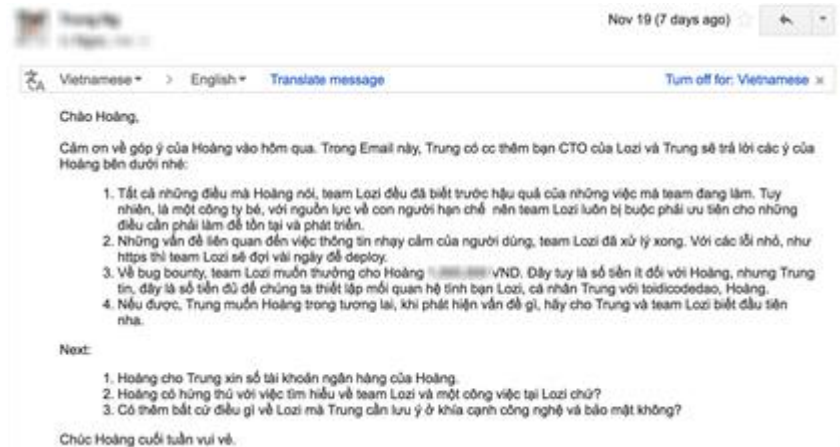 Nov 19 (7 days ago)
Vietnamese > English Translate message Turn off for: Vietnamese x
Chào Hoàng,
Cảm ơn về góp ý của Hoàng vào hôm qua. Trong Email này, Trung có cc thêm bạn CTO của Lozi và Trung sẽ trả lời các ý của
Hoàng bên dưới nhé:
1. Tất cả những điều mà Hoàng nói, team Lozi đều đã biết trước hậu quả của những việc mà team đang làm. Tuy
nhiên, là một công ty bé, với nguồn lực về con người hạn chế nên team Lozi luôn bị buộc phải ưu tiên cho những
điều cần phải làm để tồn tại và phát triển.
2. Những vấn đề liên quan đến việc thông tin nhạy cảm của người dùng, team Lozi đã xử lý xong. Với các lỗi nhỏ, như
https thì team Lozi sẽ đợi vài ngày để deploy.
3. Về bug bounty, team Lozi muốn thưởng cho Hoàng VND. Đây tuy là số tiền ít đối với Hoàng, nhưng Trung
tin, đây là số tiền đủ để chúng ta thiết lập mối quan hệ tình bạn Lozi, cá nhân Trung với toidicodedao, Hoàng.
4. Nếu được, Trung muốn Hoàng trong tương lai, khi phát hiện vấn đề gì, hãy cho Trung và team Lozi biết đầu tiên
nha.
Next:
1. Hoàng cho Trung xin số tài khoản ngân hàng của Hoàng.
2. Hoàng có hứng thú với việc tìm hiểu về team Lozi và một công việc tại Lozi chứ?
3. Có thêm bất cứ điều gì về Lozi mà Trung cần lưu ý ở khía cạnh công nghệ và bảo mật không?
Chúc Hoàng cuối tuần vui vẻ.